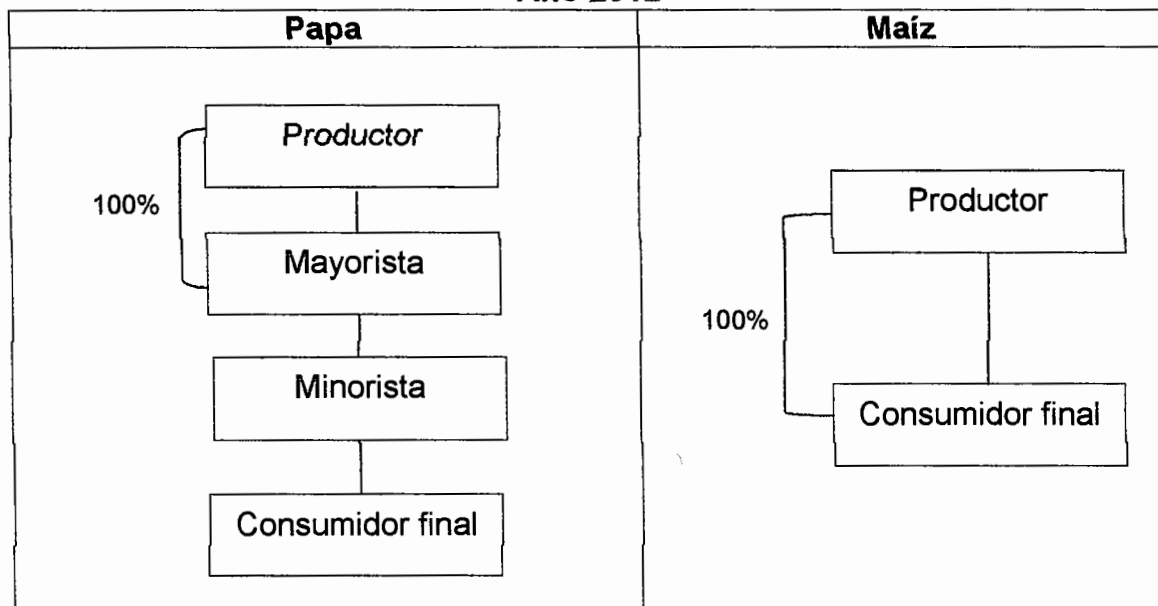 Papa
Maíz
Productor
100%
Mayorista
Minorista
Consumidor final
Productor
100%
Consumidor final